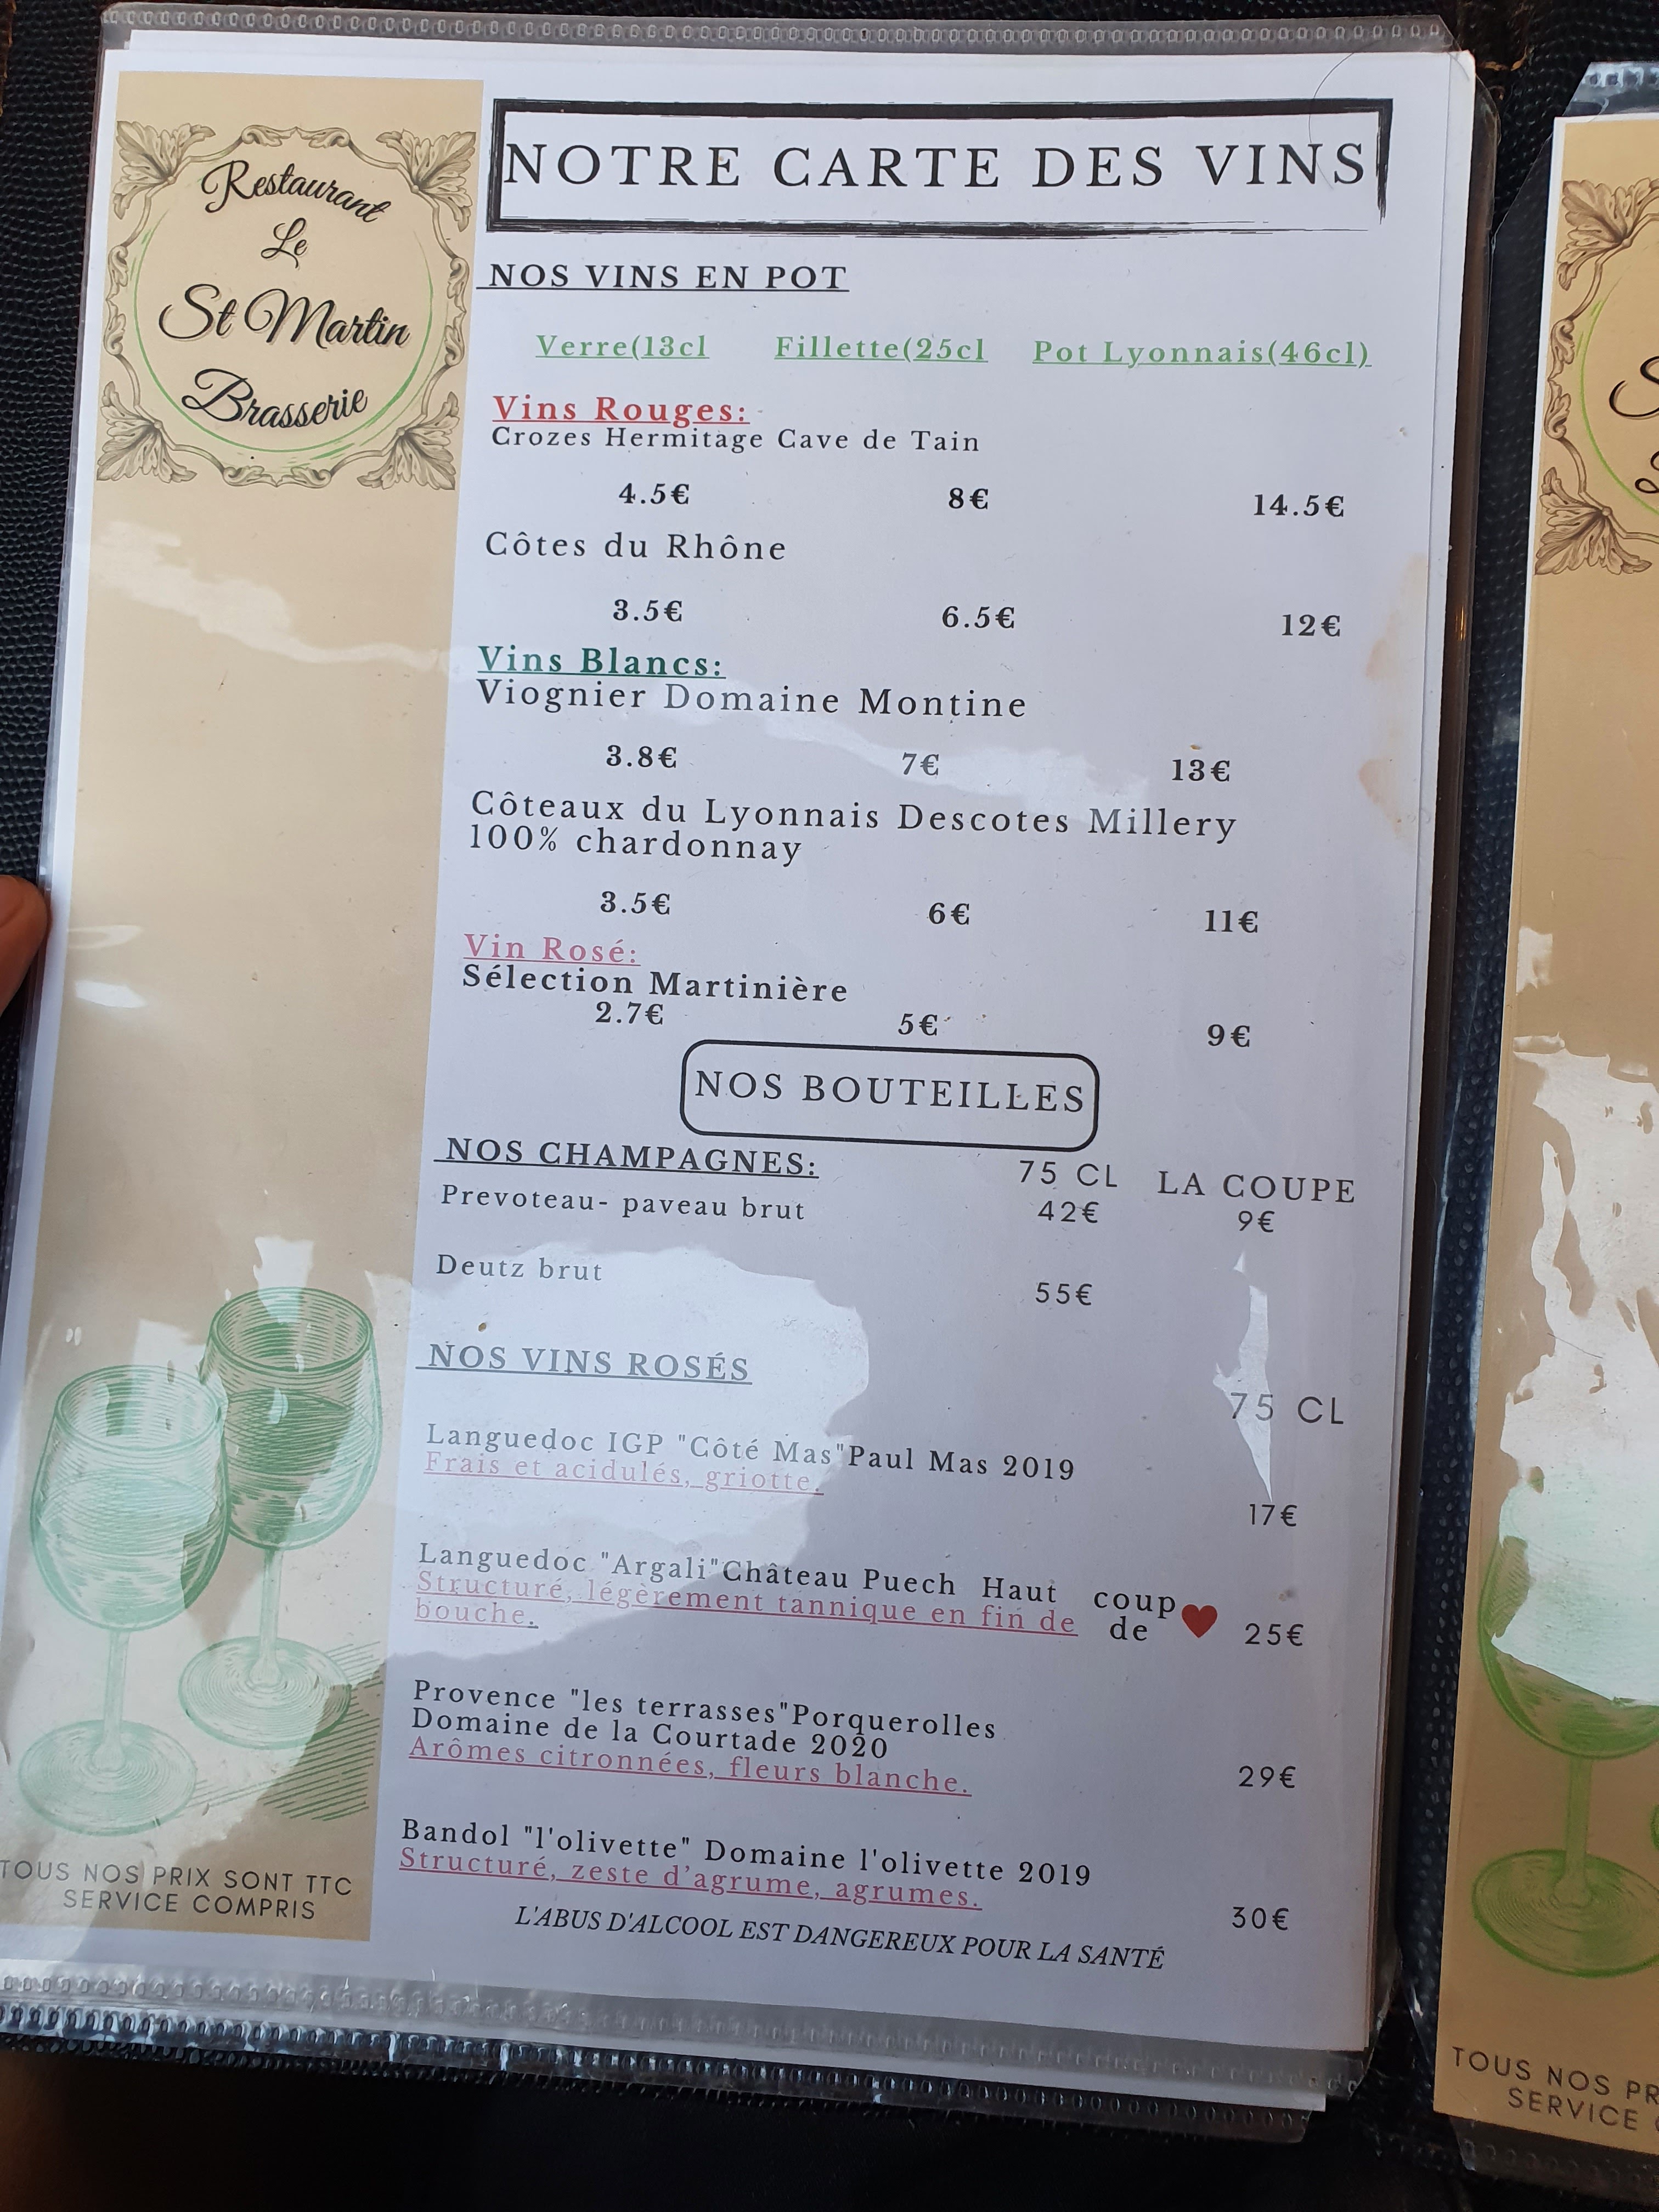 Restaurant
Le
St Martin
Brasserie
NOTRE CARTE DES VINS
NOS VINS EN POT
Verre(13cl Fillette(25cl Pot Lyonnais(46cl)
Vins Rouges:
Crozes Hermitage Cave de Tain
4.5€ 8€ 14.5€
Côtes du Rhône
3.5€ 6.5€ 12€
Vins Blancs:
Viognier Domaine Montine
3.8€ 7€ 13€
Côteaux du Lyonnais Descotes Millery
100% chardonnay
3.5€ 6€ 11€
Vin Rosé:
Sélection Martinière
2.7€ 5€ 9€
NOS BOUTEILLES
NOS CHAMPAGNES: 75 CL LA COUPE
Prevoteau- paveau brut 42€ 9€
Deutz brut 55€
NOS VINS ROSÉS
75 CL
Languedoc IGP "Côté Mas"Paul Mas 2019
Frais et acidulés, griotte.
17€
Languedoc "Argali"Château Puech Haut coup
Structuré, légèrement tannique en fin de de 25€
bouche.
Provence "les terrasses"Porquerolles
Domaine de la Courtade 2020
Arômes citronnées, fleurs blanche. 29€
Bandol "l'olivette" Domaine l'olivette 2019
Structuré, zeste d'agrume, agrumes.
30€
L'ABUS D'ALCOOL EST DANGEREUX POUR LA SANTÉ
TOUS NOS PRIX SONT TTC
SERVICE COMPRIS
TOUS NOS PR
SERVICE